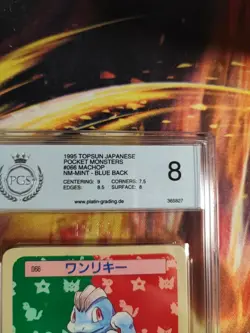 1995 TOPSUN JAPANESE
POCKET MONSTERS
#066 MACHOP
NM-MINT - BLUE BACK
CENTERING: 9 CORNERS: 7.5
EDGES: 8.5 SURFACE: 8
8
PGS
www.platin-grading.de
066 ワンリキー